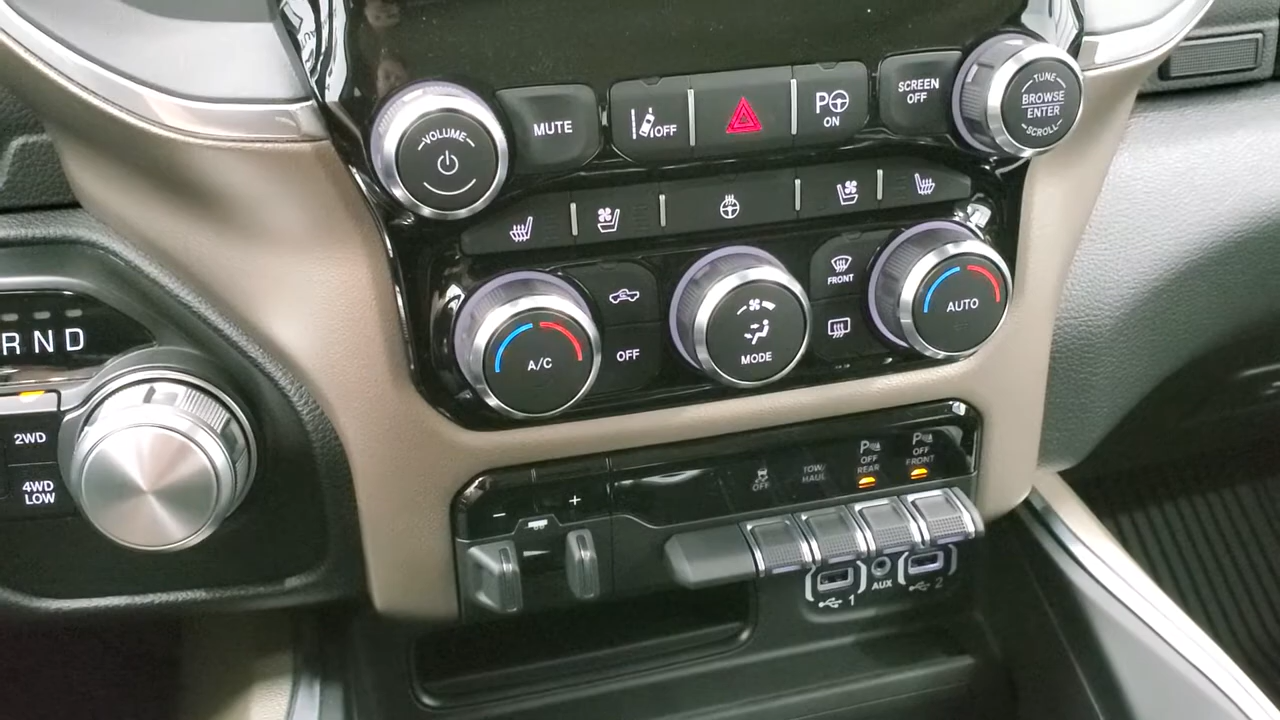 VOLUME
MUTE
OFF
P
ON
SCREEN
OFF
TUNE
BROWSE
ENTER
SCROLL
FRONT
A/C
OFF
MODE
AUTO
R N D
2WD
4WD
LOW
- +
OFF
TOW/
HAUL
P
OFF
REAR
P
OFF
FRONT
1
AUX
2